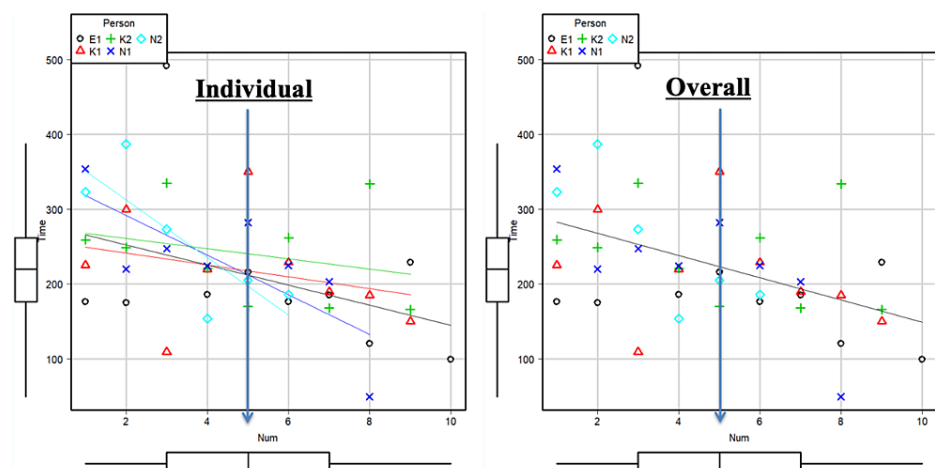 Person
E1 K2 N2
K1 N1
Individual
500
400
300
200
100
Time
2 4 6 8 10
Num
Person
E1 K2 N2
K1 N1
Overall
500
400
300
200
100
Time
2 4 6 8 10
Num